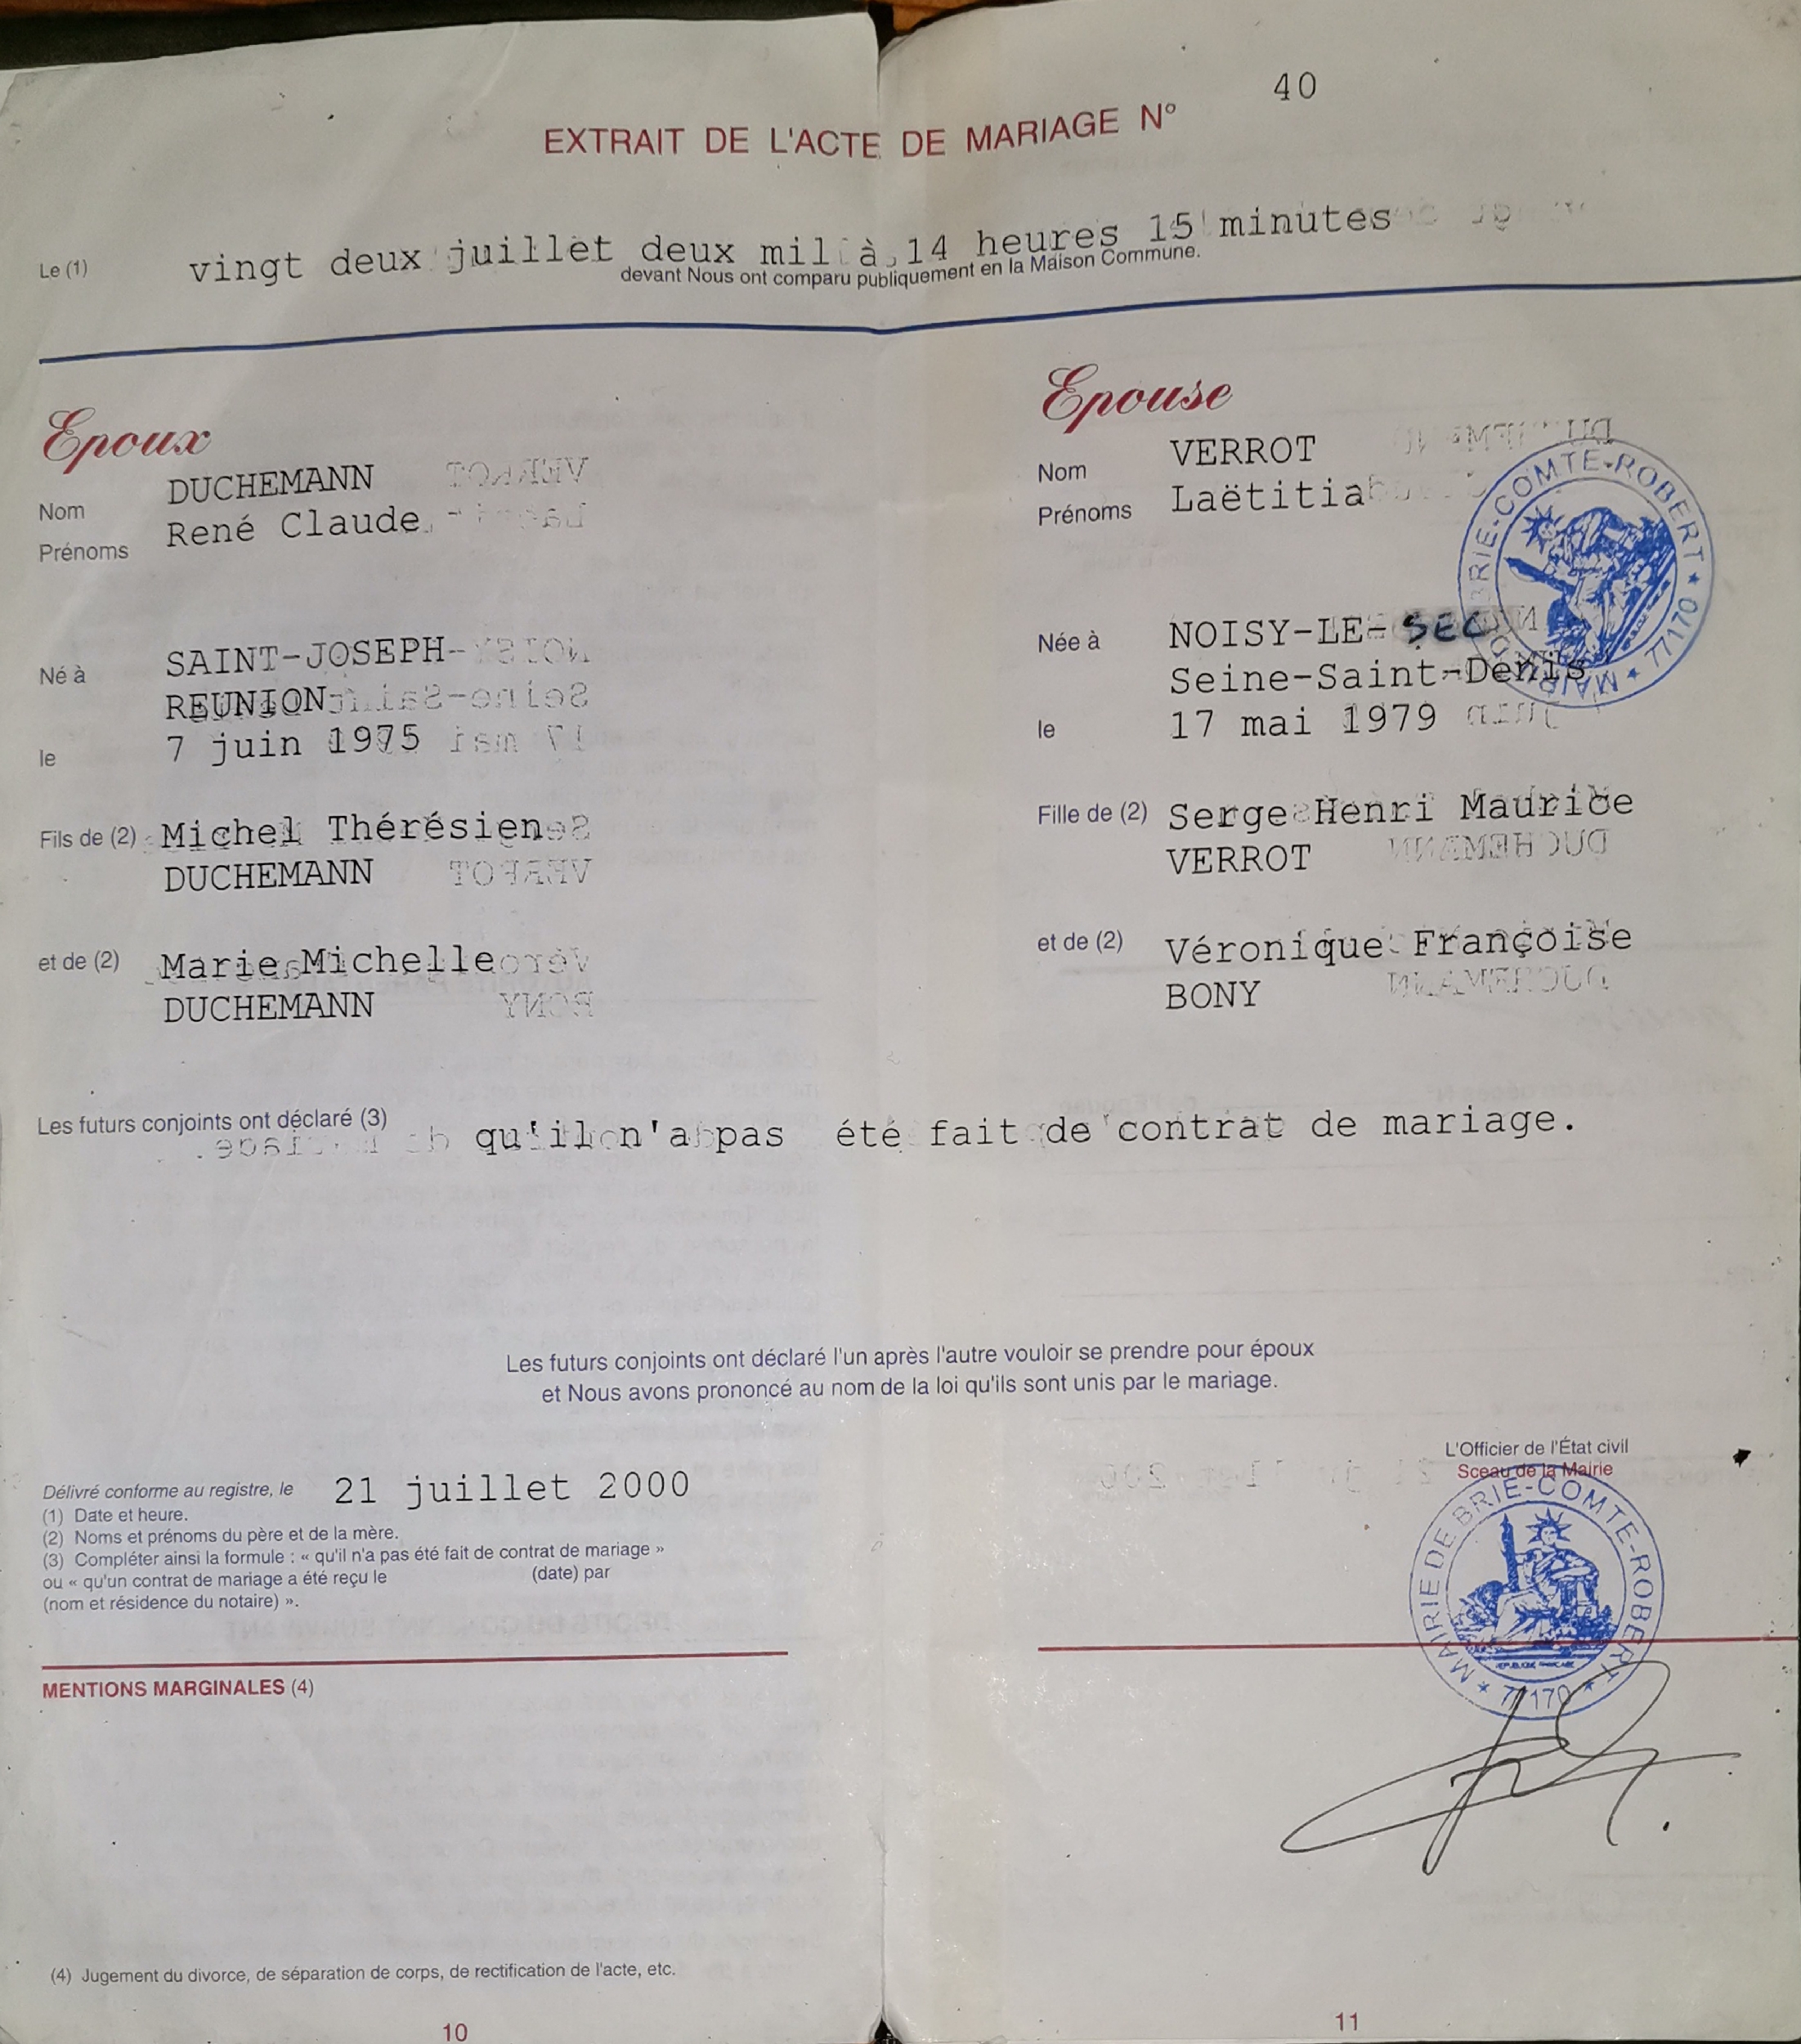 40
EXTRAIT DE L'ACTE DE MARIAGE N°
Le (1) vingt deux juillet deux mil à 14 heures 15 minutes
devant Nous ont comparu publiquement en la Maison Commune.
Epoux
Nom DUCHEMANN
Prénoms René Claude
Né à SAINT-JOSEPH-
REUNION
le 7 juin 1975
Fils de (2) Michel Thérésien
DUCHEMANN
et de (2) Marie Michelle
DUCHEMANN
Epouse
Nom VERROT
Prénoms Laëtitia
MAIRIE DE BRIE-COMTE-ROBERT ★ 77170 ★
Née à NOISY-LE-SEC
Seine-Saint-Denis
le 17 mai 1979
Fille de (2) Serge Henri Maurice
VERROT
et de (2) Véronique Françoise
BONY
Les futurs conjoints ont déclaré (3) qu'il n'a pas été fait de contrat de mariage.
Les futurs conjoints ont déclaré l'un après l'autre vouloir se prendre pour époux
et Nous avons prononcé au nom de la loi qu'ils sont unis par le mariage.
Délivré conforme au registre, le 21 juillet 2000
(1) Date et heure.
(2) Noms et prénoms du père et de la mère.
(3) Compléter ainsi la formule : « qu'il n'a pas été fait de contrat de mariage »
ou « qu'un contrat de mariage a été reçu le (date) par
(nom et résidence du notaire) ».
L'Officier de l'État civil
Sceau de la Mairie
MAIRIE DE BRIE-COMTE-ROBERT ★ 77170 ★
REPUBLIQUE FRANCAISE
MENTIONS MARGINALES (4)
(4) Jugement du divorce, de séparation de corps, de rectification de l'acte, etc.
10
11